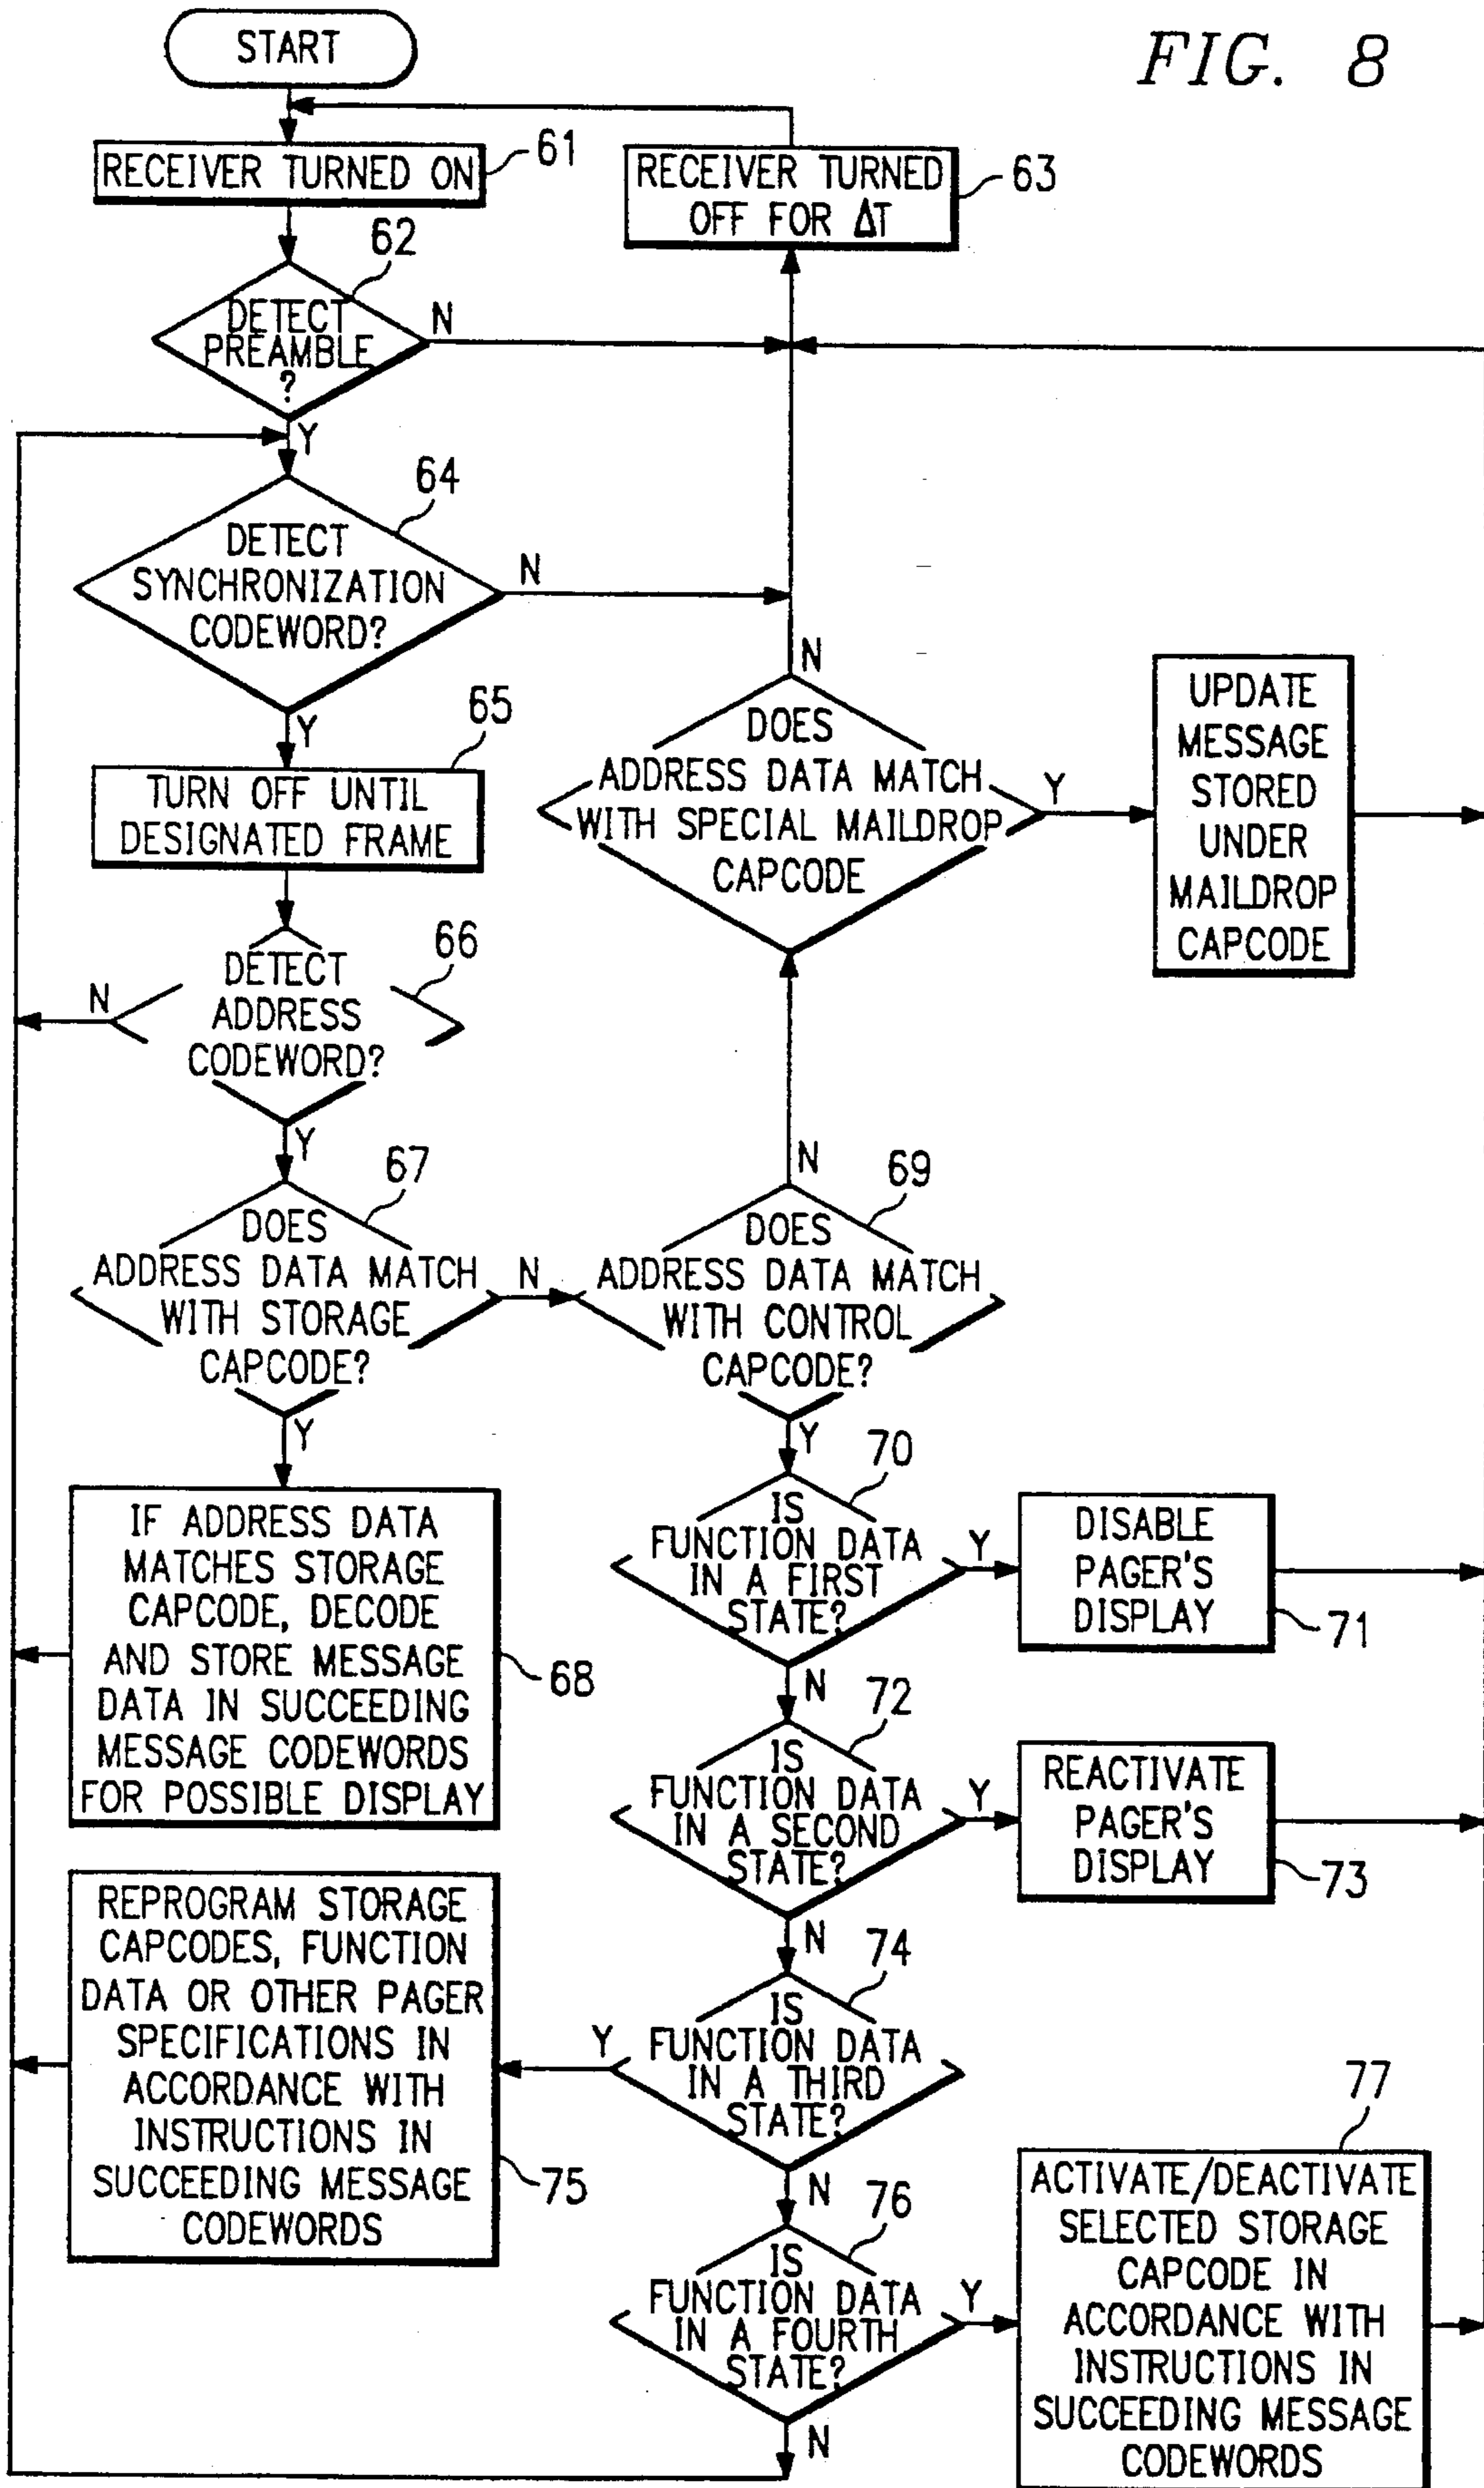 FIG. 8
START
RECEIVER TURNED ON
61
RECEIVER TURNED
OFF FOR ΔT
63
62
DETECT
PREAMBLE
?
N
Y
64
DETECT
SYNCHRONIZATION
CODEWORD?
N
Y
65
TURN OFF UNTIL
DESIGNATED FRAME
N
DOES
ADDRESS DATA MATCH
WITH SPECIAL MAILDROP
CAPCODE
Y
UPDATE
MESSAGE
STORED
UNDER
MAILDROP
CAPCODE
66
DETECT
ADDRESS
CODEWORD?
N
Y
67
DOES
ADDRESS DATA MATCH
WITH STORAGE
CAPCODE?
N
Y
N
69
DOES
ADDRESS DATA MATCH
WITH CONTROL
CAPCODE?
Y
IF ADDRESS DATA
MATCHES STORAGE
CAPCODE, DECODE
AND STORE MESSAGE
DATA IN SUCCEEDING
MESSAGE CODEWORDS
FOR POSSIBLE DISPLAY
68
70
IS
FUNCTION DATA
IN A FIRST
STATE?
Y
N
DISABLE
PAGER'S
DISPLAY
71
72
IS
FUNCTION DATA
IN A SECOND
STATE?
Y
N
REACTIVATE
PAGER'S
DISPLAY
73
REPROGRAM STORAGE
CAPCODES, FUNCTION
DATA OR OTHER PAGER
SPECIFICATIONS IN
ACCORDANCE WITH
INSTRUCTIONS IN
SUCCEEDING MESSAGE
CODEWORDS
75
74
IS
FUNCTION DATA
IN A THIRD
STATE?
Y
N
76
IS
FUNCTION DATA
IN A FOURTH
STATE?
Y
N
77
ACTIVATE/DEACTIVATE
SELECTED STORAGE
CAPCODE IN
ACCORDANCE WITH
INSTRUCTIONS IN
SUCCEEDING MESSAGE
CODEWORDS